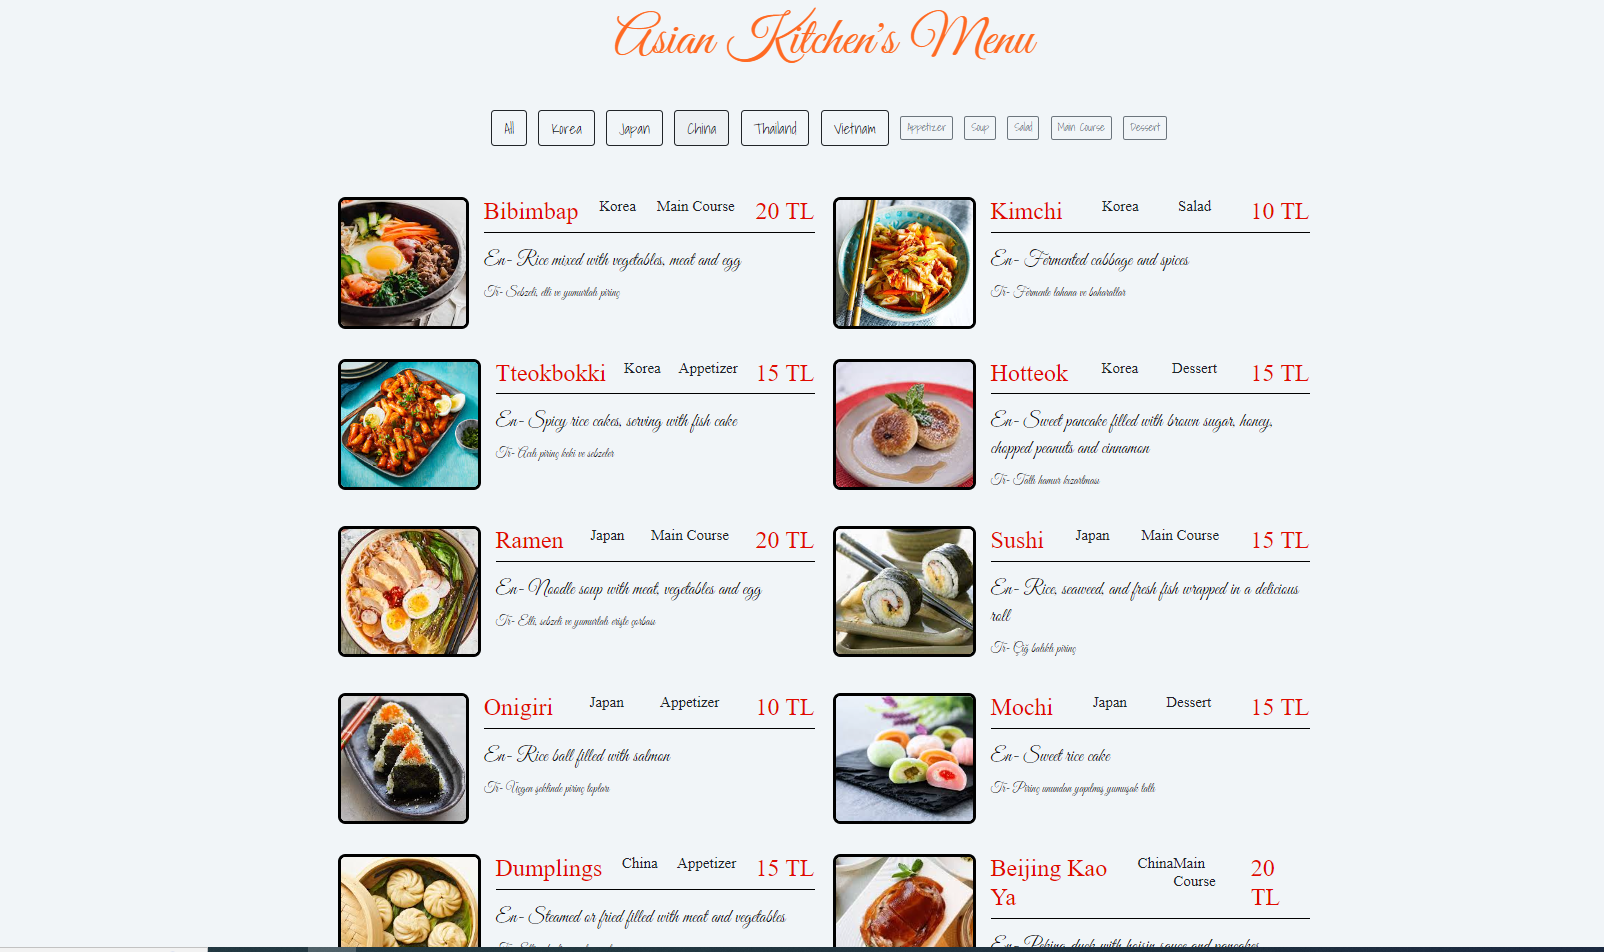 Asian Kitchen's Menu
All Korea Japan China Thailand Vietnam Appetizer Soup Salad Main Course Dessert
Bibimbap Korea Main Course 20 TL
En- Rice mixed with vegetables, meat and egg
Tr- Sebzeli, etli ve yumurtalı pirinç
Kimchi Korea Salad 10 TL
En- Fermented cabbage and spices
Tr- Fermente lahana ve baharatlar
Tteokbokki Korea Appetizer 15 TL
En- Spicy rice cakes, serving with fish cake
Tr- Acılı pirinç keki ve sebzeler
Hotteok Korea Dessert 15 TL
En- Sweet pancake filled with brown sugar, honey,
chopped peanuts and cinnamon
Tr- Tatlı hamur kızartması
Ramen Japan Main Course 20 TL
En- Noodle soup with meat, vegetables and egg
Tr- Etli, sebzeli ve yumurtalı erişte çorbası
Sushi Japan Main Course 15 TL
En- Rice, seaweed, and fresh fish wrapped in a delicious
roll
Tr- Çiğ balıklı pirinç
Onigiri Japan Appetizer 10 TL
En- Rice ball filled with salmon
Tr- Üçgen şeklinde pirinç topları
Mochi Japan Dessert 15 TL
En- Sweet rice cake
Tr- Pirinç unundan yapılmış yumuşak tatlı
Dumplings China Appetizer 15 TL
En- Steamed or fried filled with meat and vegetables
Beijing Kao ChinaMain 20
Ya Course TL
En- Peking duck with hoisin sauce and pancakes